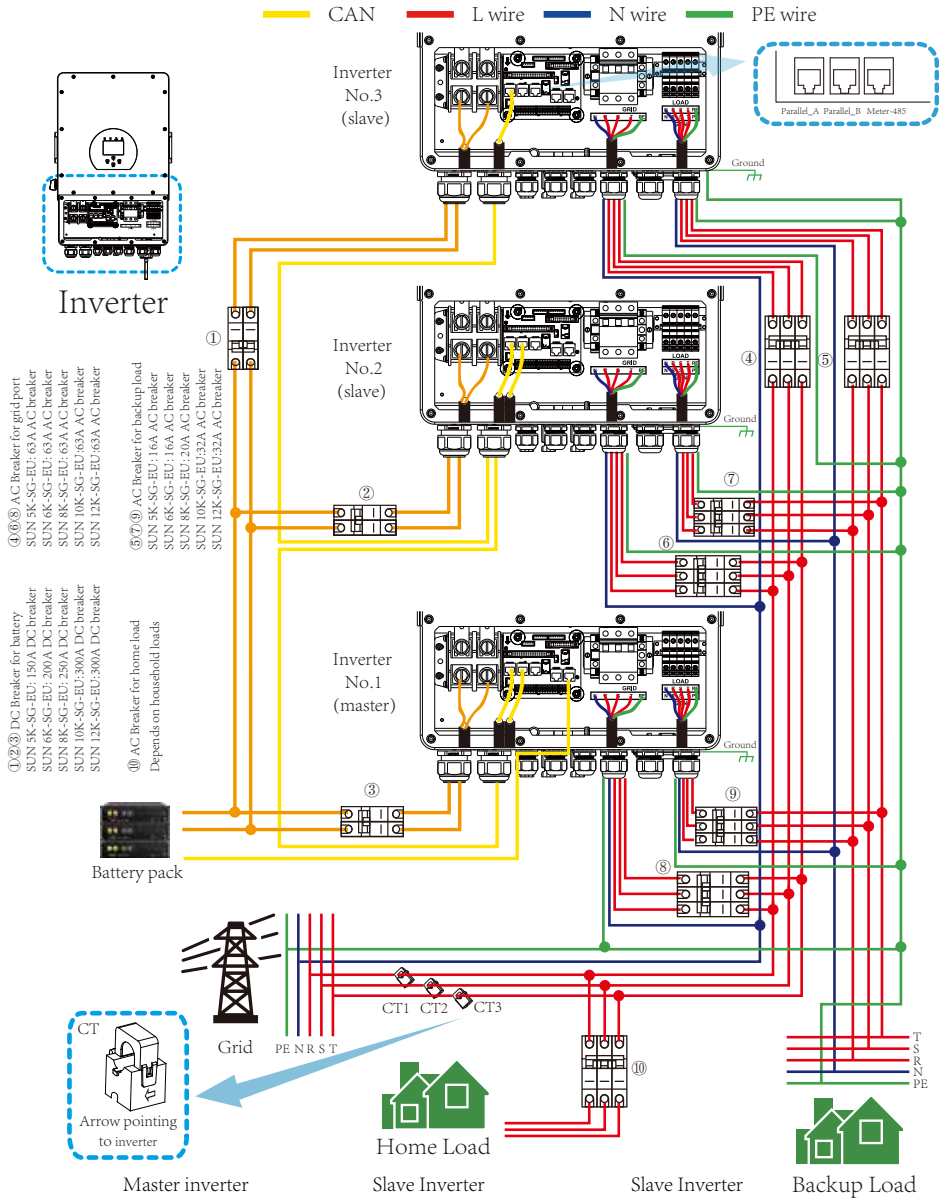 CAN L wire N wire PE wire
Inverter
No.3
(slave)
GRID
LOAD
Parallel_A Parallel_B Meter-485
Ground
Inverter
①
Inverter
No.2
(slave)
GRID
LOAD
Ground
④
⑤
④⑥⑧ AC Breaker for grid port
SUN 5K-SG-EU: 63A AC breaker
SUN 6K-SG-EU: 63A AC breaker
SUN 8K-SG-EU: 63A AC breaker
SUN 10K-SG-EU:63A AC breaker
SUN 12K-SG-EU:63A AC breaker
⑤⑦⑨ AC Breaker for backup load
SUN 5K-SG-EU: 16A AC breaker
SUN 6K-SG-EU: 16A AC breaker
SUN 8K-SG-EU: 20A AC breaker
SUN 10K-SG-EU:32A AC breaker
SUN 12K-SG-EU:32A AC breaker
②
⑦
⑥
①②③ DC Breaker for battery
SUN 5K-SG-EU: 150A DC breaker
SUN 6K-SG-EU: 200A DC breaker
SUN 8K-SG-EU: 250A DC breaker
SUN 10K-SG-EU:300A DC breaker
SUN 12K-SG-EU:300A DC breaker
⑩ AC Breaker for home load
Depends on household loads
Inverter
No.1
(master)
GRID
LOAD
Ground
③
⑨
⑧
Battery pack
CT1 CT2 CT3
Grid
PE N R S T
CT
Arrow pointing
to inverter
⑩
Home Load
T
S
R
N
PE
Backup Load
Master inverter Slave Inverter Slave Inverter